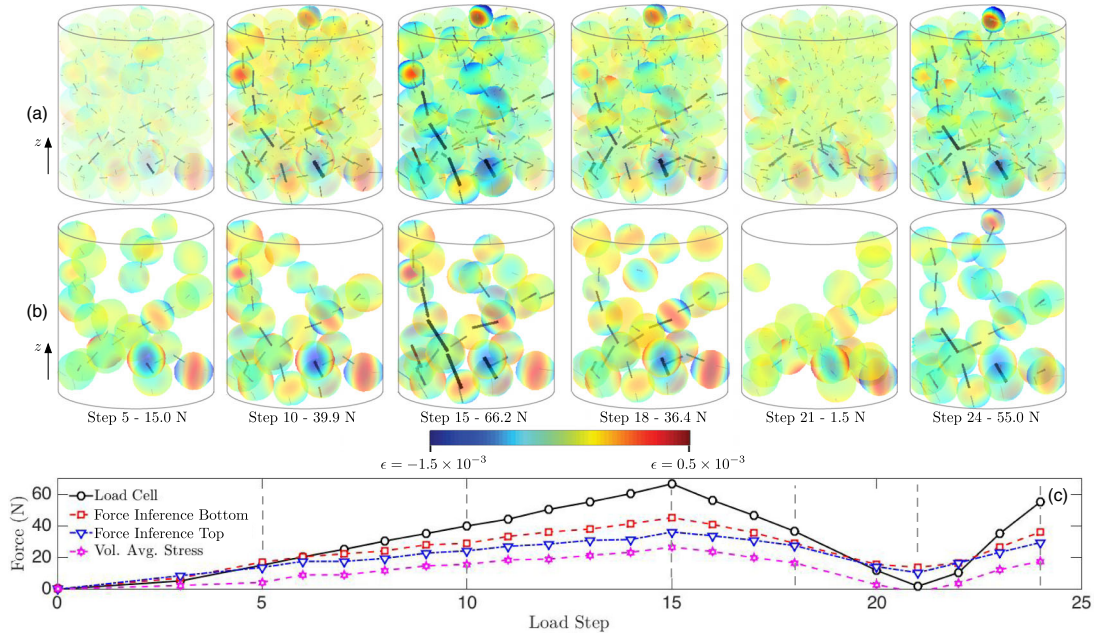 (a)
z
(b)
z
Step 5 - 15.0 N
Step 10 - 39.9 N
Step 15 - 66.2 N
Step 18 - 36.4 N
Step 21 - 1.5 N
Step 24 - 55.0 N
ϵ = −1.5 × 10⁻³
ϵ = 0.5 × 10⁻³
(c)
Force (N)
60
40
20
0
Load Cell
Force Inference Bottom
Force Inference Top
Vol. Avg. Stress
0
5
10
15
20
25
Load Step